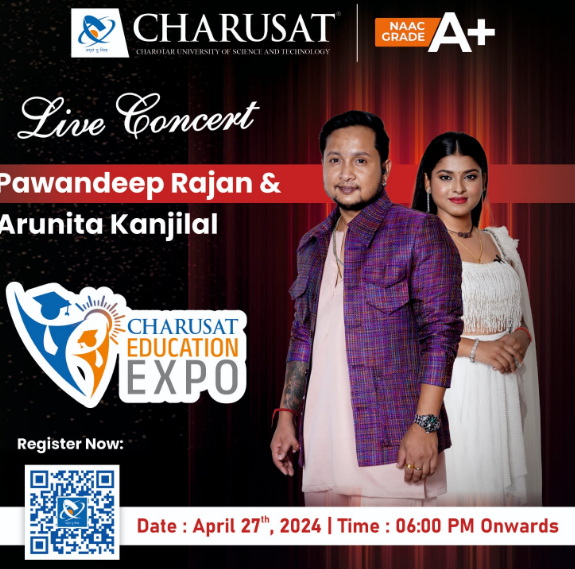 CHARUSAT®
CHAROTAR UNIVERSITY OF SCIENCE AND TECHNOLOGY
NAAC
GRADE
A+
Live Concert
Pawandeep Rajan &
Arunita Kanjilal
CHARUSAT
EDUCATION
EXPO
Register Now:
Date : April 27th, 2024 | Time : 06:00 PM Onwards